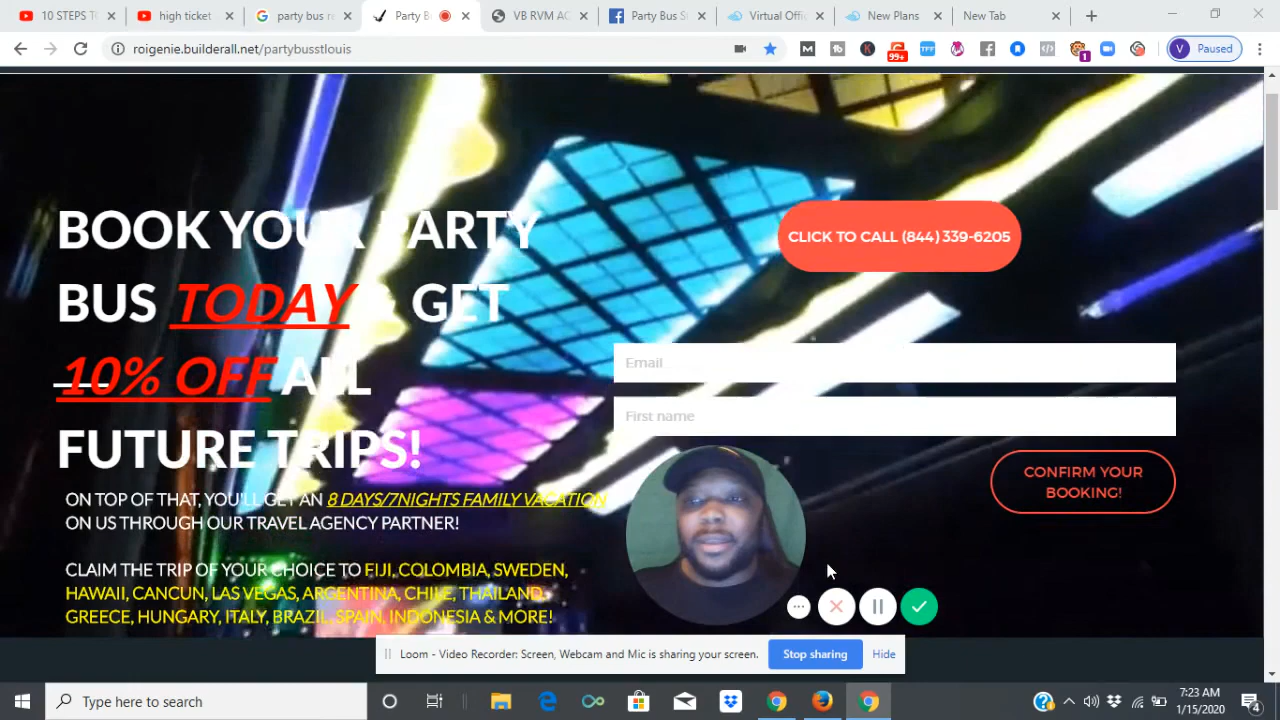 10 STEPS T
high ticket
party bus r
Party B
VB RVM AC
Party Bus S
Virtual Offi
New Plans
New Tab
roigenie.builderall.net/partybusstlouis
99+
TFF
1
V Paused
BOOK YOUR PARTY
BUS TODAY & GET
10% OFF ALL
FUTURE TRIPS!
ON TOP OF THAT, YOU'LL GET AN 8 DAYS/7NIGHTS FAMILY VACATION
ON US THROUGH OUR TRAVEL AGENCY PARTNER!
CLAIM THE TRIP OF YOUR CHOICE TO FIJI, COLOMBIA, SWEDEN,
HAWAII, CANCUN, LAS VEGAS, ARGENTINA, CHILE, THAILAND,
GREECE, HUNGARY, ITALY, BRAZIL, SPAIN, INDONESIA & MORE!
CLICK TO CALL (844) 339-6205
Email
First name
CONFIRM YOUR
BOOKING!
Loom - Video Recorder: Screen, Webcam and Mic is sharing your screen.
Stop sharing
Hide
Type here to search
7:23 AM
1/15/2020
4